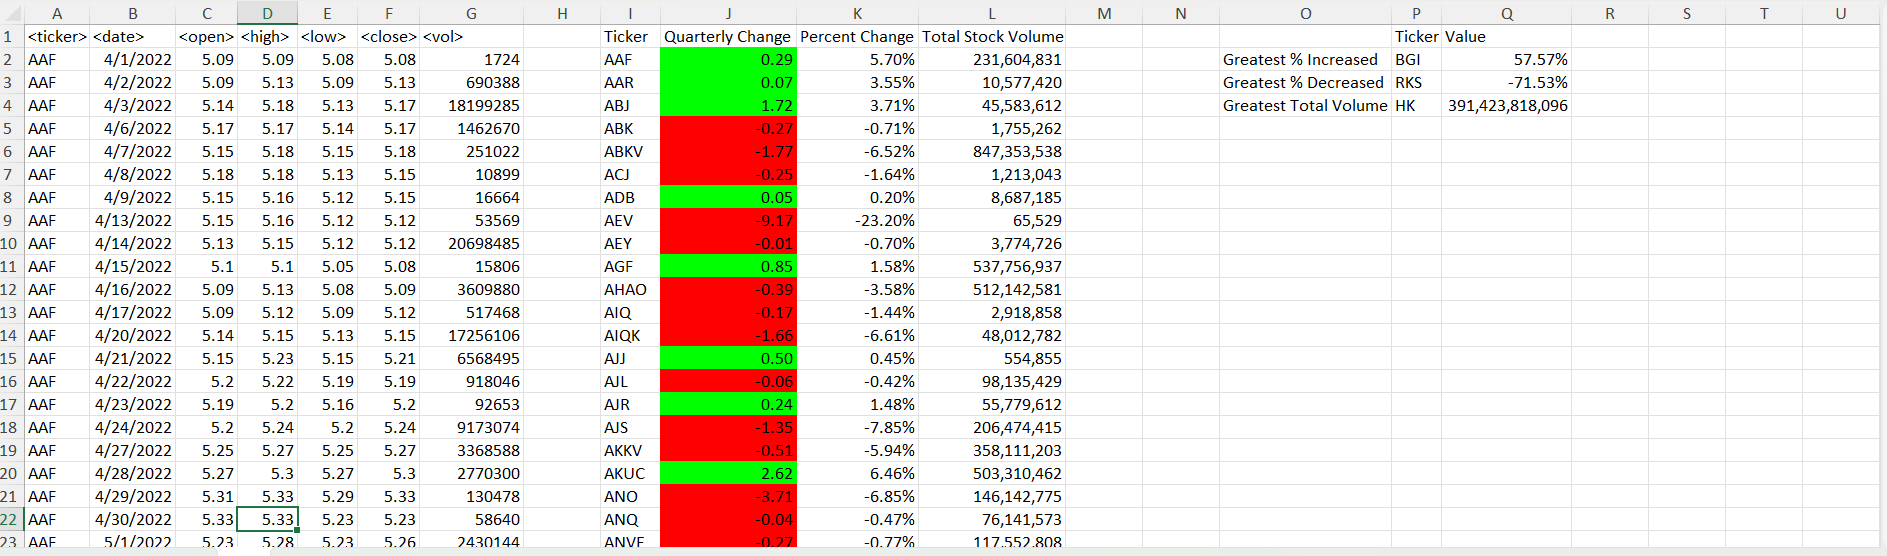 A B C D E F G H I J K L M N O P Q R S T U
1 <ticker> <date> <open> <high> <low> <close> <vol> Ticker Quarterly Change Percent Change Total Stock Volume Ticker Value
2 AAF 4/1/2022 5.09 5.09 5.08 5.08 1724 AAF 0.29 5.70% 231,604,831 Greatest % Increased BGI 57.57%
3 AAF 4/2/2022 5.09 5.13 5.09 5.13 690388 AAR 0.07 3.55% 10,577,420 Greatest % Decreased RKS -71.53%
4 AAF 4/3/2022 5.14 5.18 5.13 5.17 18199285 ABJ 1.72 3.71% 45,583,612 Greatest Total Volume HK 391,423,818,096
5 AAF 4/6/2022 5.17 5.17 5.14 5.17 1462670 ABK -0.27 -0.71% 1,755,262
6 AAF 4/7/2022 5.15 5.18 5.15 5.18 251022 ABKV -1.77 -6.52% 847,353,538
7 AAF 4/8/2022 5.18 5.18 5.13 5.15 10899 ACJ -0.25 -1.64% 1,213,043
8 AAF 4/9/2022 5.15 5.16 5.12 5.15 16664 ADB 0.05 0.20% 8,687,185
9 AAF 4/13/2022 5.15 5.16 5.12 5.12 53569 AEV -9.17 -23.20% 65,529
10 AAF 4/14/2022 5.13 5.15 5.12 5.12 20698485 AEY -0.01 -0.70% 3,774,726
11 AAF 4/15/2022 5.1 5.1 5.05 5.08 15806 AGF 0.85 1.58% 537,756,937
12 AAF 4/16/2022 5.09 5.13 5.08 5.09 3609880 AHAO -0.39 -3.58% 512,142,581
13 AAF 4/17/2022 5.09 5.12 5.09 5.12 517468 AIQ -0.17 -1.44% 2,918,858
14 AAF 4/20/2022 5.14 5.15 5.13 5.15 17256106 AIQK -1.66 -6.61% 48,012,782
15 AAF 4/21/2022 5.15 5.23 5.15 5.21 6568495 AJJ 0.50 0.45% 554,855
16 AAF 4/22/2022 5.2 5.22 5.19 5.19 918046 AJL -0.06 -0.42% 98,135,429
17 AAF 4/23/2022 5.19 5.2 5.16 5.2 92653 AJR 0.24 1.48% 55,779,612
18 AAF 4/24/2022 5.2 5.24 5.2 5.24 9173074 AJS -1.35 -7.85% 206,474,415
19 AAF 4/27/2022 5.25 5.27 5.25 5.27 3368588 AKKV -0.51 -5.94% 358,111,203
20 AAF 4/28/2022 5.27 5.3 5.27 5.3 2770300 AKUC 2.62 6.46% 503,310,462
21 AAF 4/29/2022 5.31 5.33 5.29 5.33 130478 ANO -3.71 -6.85% 146,142,775
22 AAF 4/30/2022 5.33 5.33 5.23 5.23 58640 ANQ -0.04 -0.47% 76,141,573
23 AAF 5/1/2022 5.23 5.28 5.23 5.26 2430144 ANVF -0.27 -0.77% 117,552,808